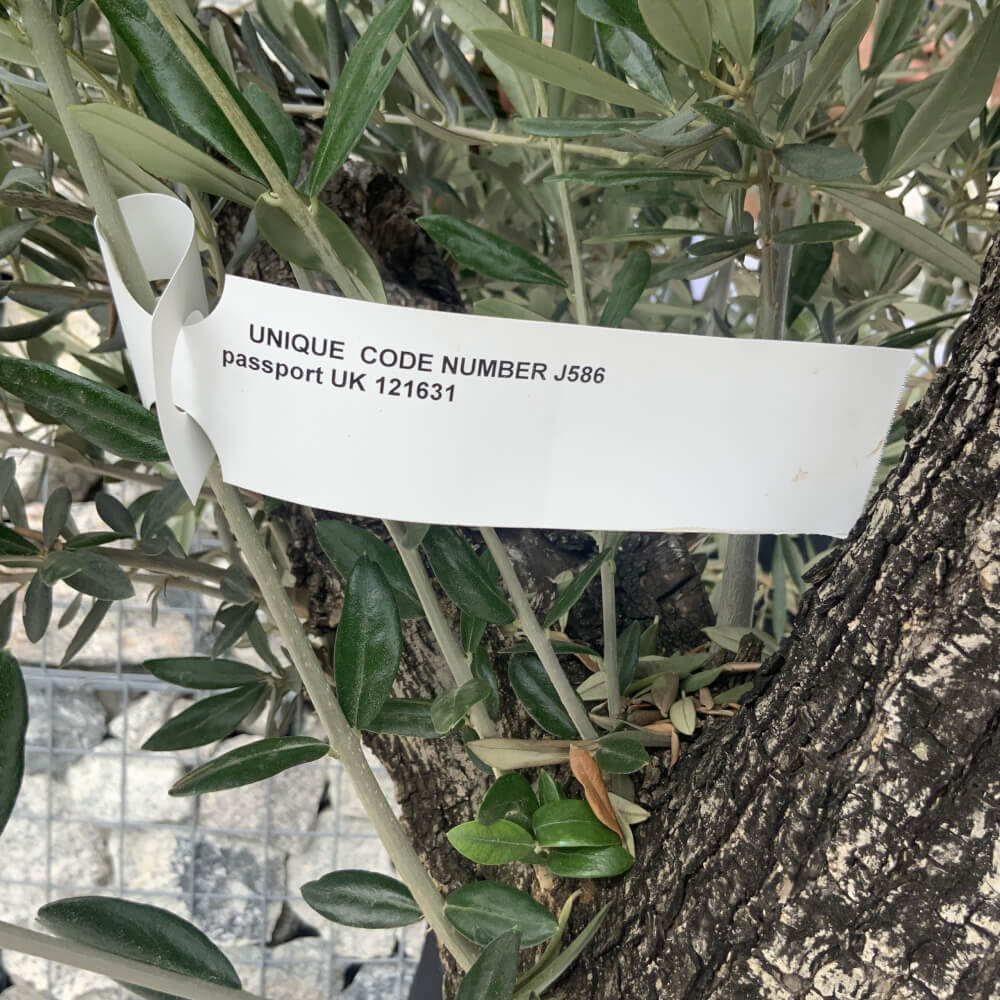 UNIQUE CODE NUMBER J586
passport UK 121631